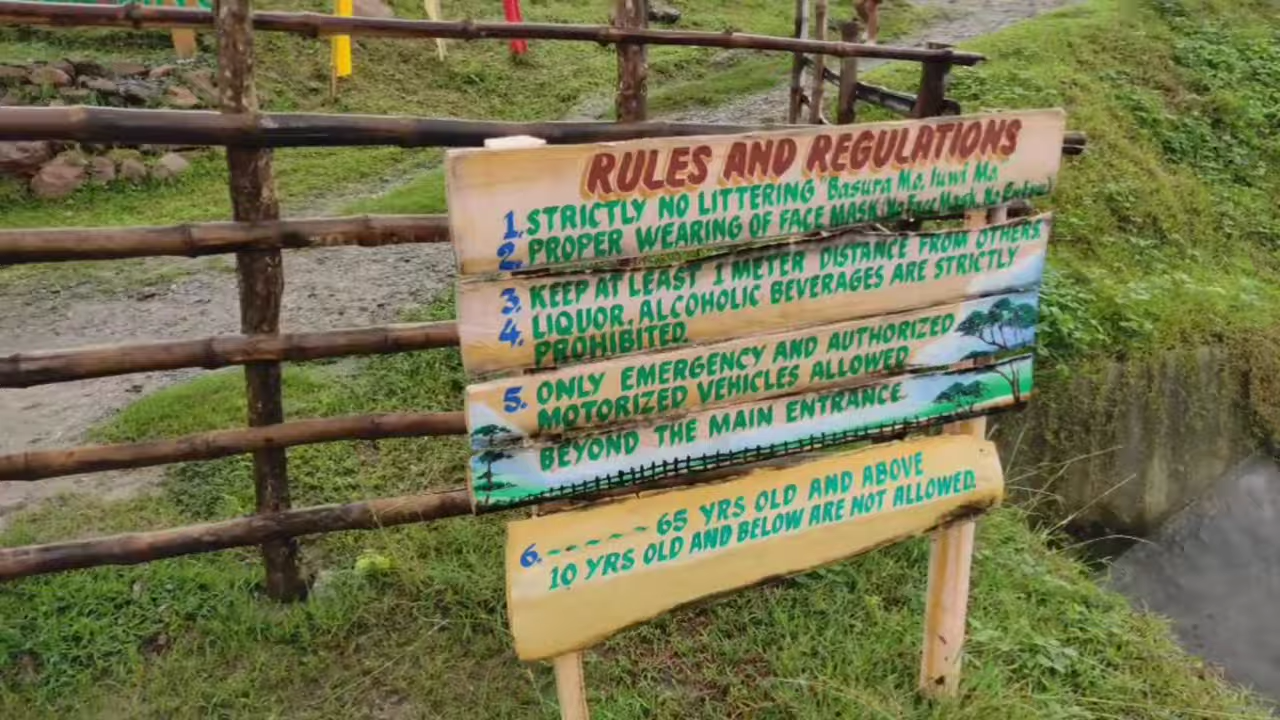 RULES AND REGULATIONS
1. STRICTLY NO LITTERING "Basura Mo, Iuwi Mo
2. PROPER WEARING OF FACE MASK No Face Mask, No Entry)
3. KEEP AT LEAST 1 METER DISTANCE FROM OTHERS
4. LIQUOR, ALCOHOLIC BEVERAGES ARE STRICTLY
PROHIBITED.
5. ONLY EMERGENCY AND AUTHORIZED
MOTORIZED VEHICLES ALLOWED
BEYOND THE MAIN ENTRANCE.
6. - - - - - - 65 YRS OLD AND ABOVE
10 YRS OLD AND BELOW ARE NOT ALLOWED.